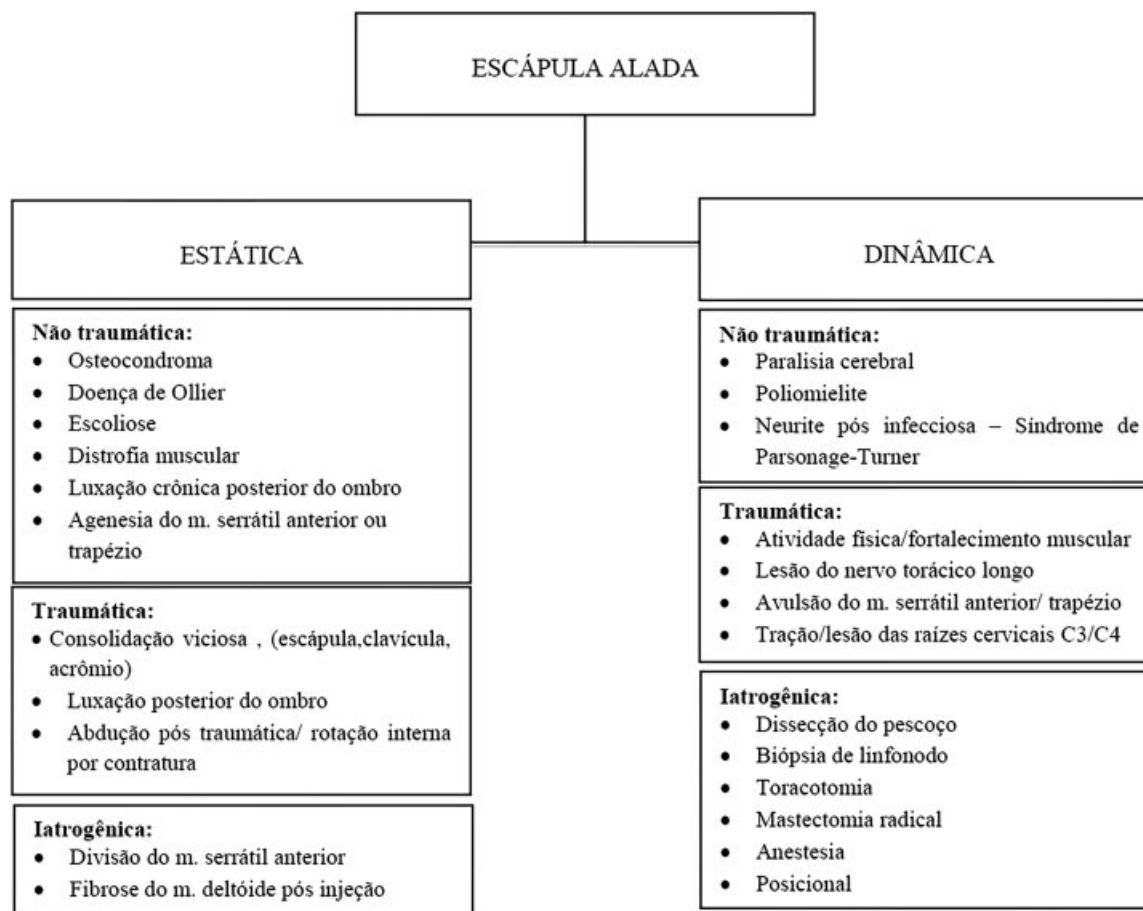 ESCÁPULA ALADA
ESTÁTICA
Não traumática:
• Osteocondroma
• Doença de Ollier
• Escoliose
• Distrofia muscular
• Luxação crônica posterior do ombro
• Agenesia do m. serrátil anterior ou
trapézio
Traumática:
• Consolidação viciosa , (escápula,clavícula,
acrômio)
• Luxação posterior do ombro
• Abdução pós traumática/ rotação interna
por contratura
Iatrogênica:
• Divisão do m. serrátil anterior
• Fibrose do m. deltóide pós injeção
DINÂMICA
Não traumática:
• Paralisia cerebral
• Poliomielite
• Neurite pós infecciosa – Síndrome de
Parsonage-Turner
Traumática:
• Atividade física/fortalecimento muscular
• Lesão do nervo torácico longo
• Avulsão do m. serrátil anterior/ trapézio
• Tração/lesão das raízes cervicais C3/C4
Iatrogênica:
• Dissecção do pescoço
• Biópsia de linfonodo
• Toracotomia
• Mastectomia radical
• Anestesia
• Posicional